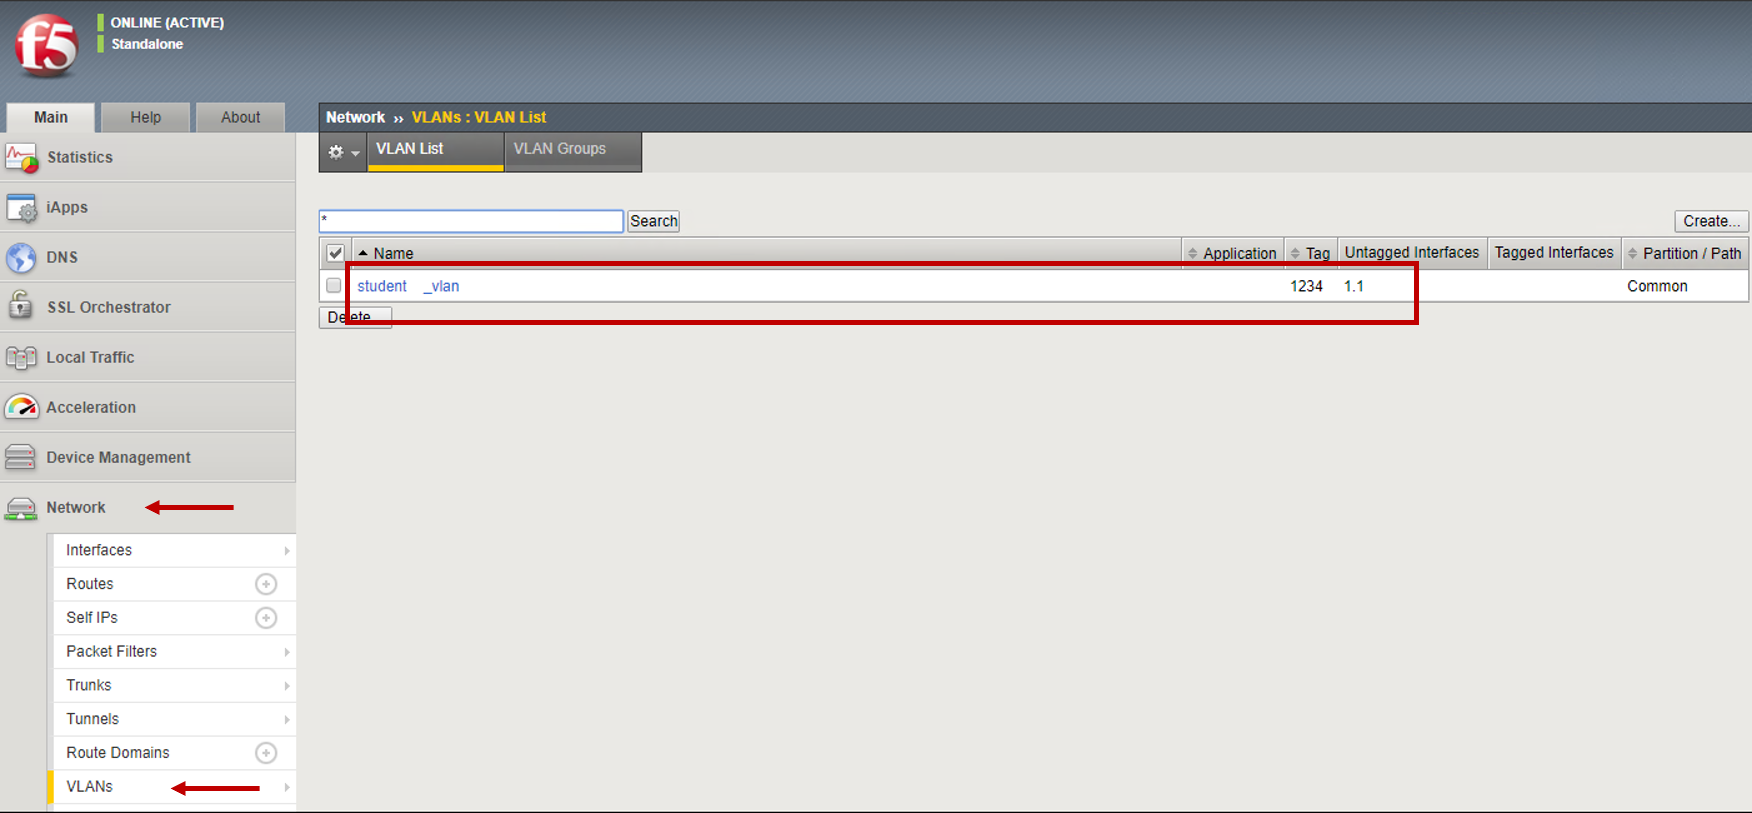 f5
ONLINE (ACTIVE)
Standalone
Main Help About
Network ›› VLANs : VLAN List
VLAN List VLAN Groups
Statistics
iApps
DNS
SSL Orchestrator
Local Traffic
Acceleration
Device Management
Network
Interfaces
Routes
Self IPs
Packet Filters
Trunks
Tunnels
Route Domains
VLANs
* Search Create...
Name Application Tag Untagged Interfaces Tagged Interfaces Partition / Path
student _vlan 1234 1.1 Common
Delete...